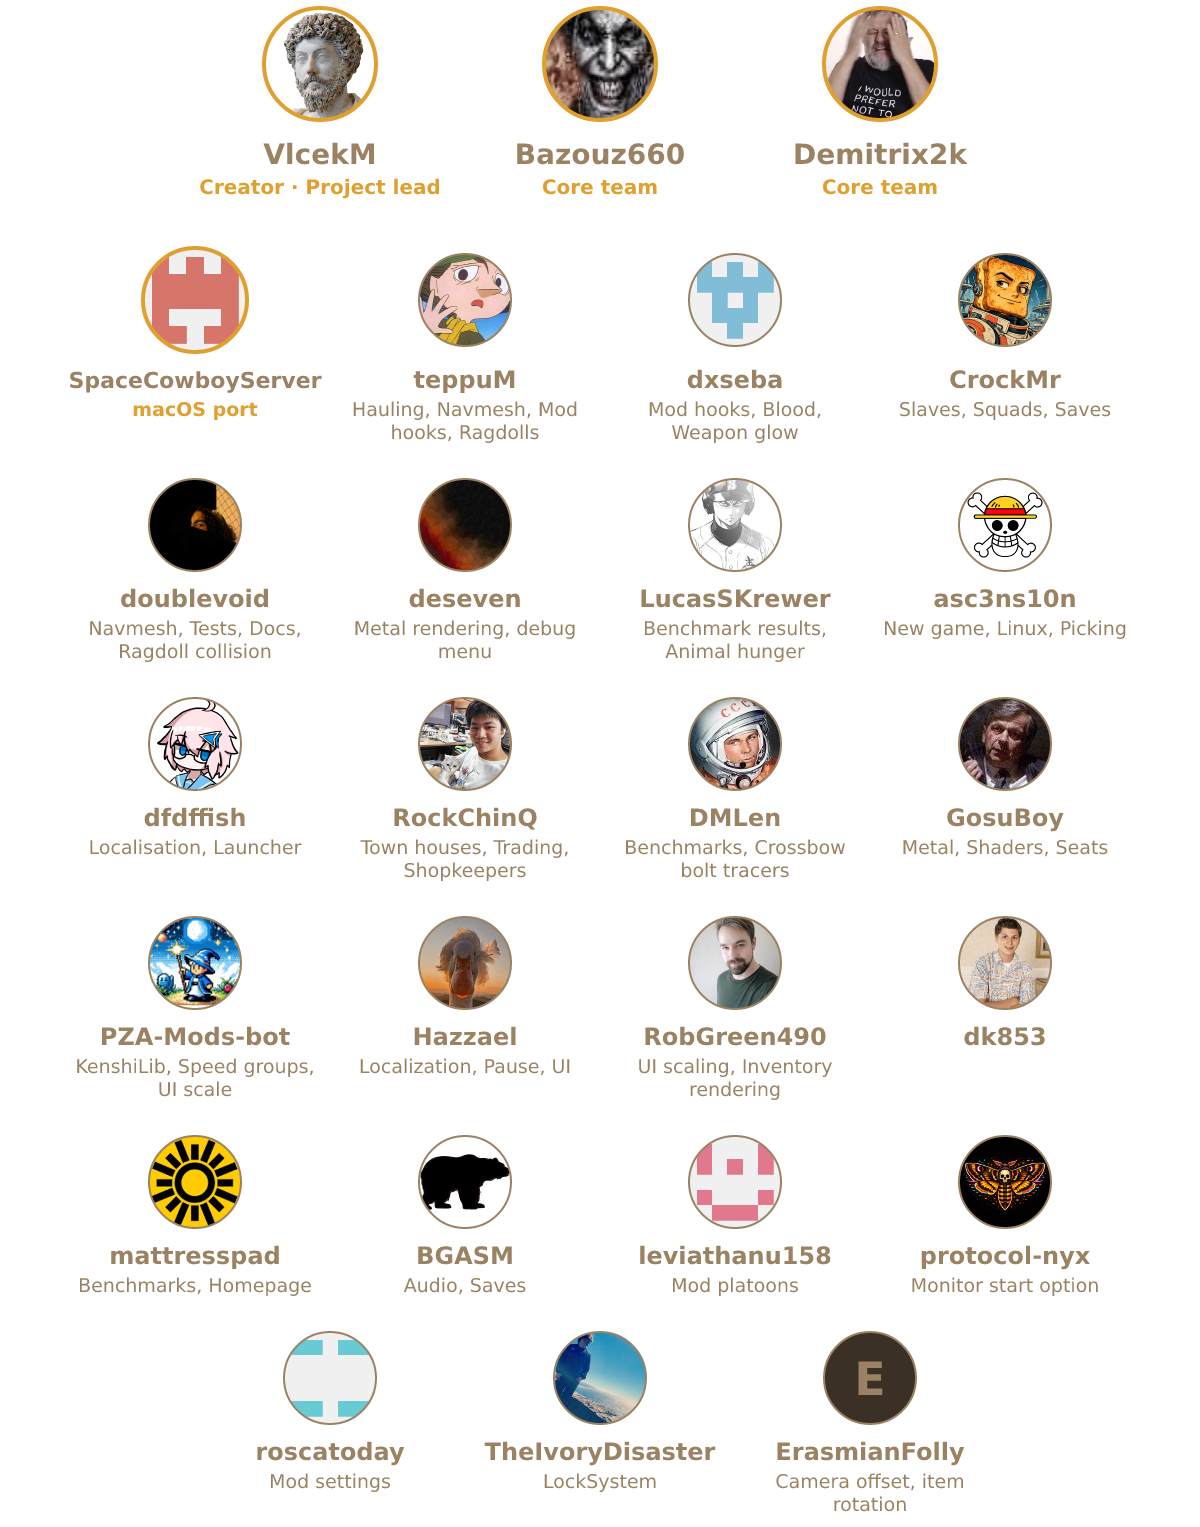 I WOULD
PREFER
NOT TO
VlcekM
Bazouz660
Demitrix2k
Creator · Project lead
Core team
Core team
SpaceCowboyServer
teppuM
dxseba
CrockMr
macOS port
Hauling, Navmesh, Mod
hooks, Ragdolls
Mod hooks, Blood,
Weapon glow
Slaves, Squads, Saves
doublevoid
deseven
LucasSKrewer
asc3ns10n
Navmesh, Tests, Docs,
Ragdoll collision
Metal rendering, debug
menu
Benchmark results,
Animal hunger
New game, Linux, Picking
СССР
dfdffish
RockChinQ
DMLen
GosuBoy
Localisation, Launcher
Town houses, Trading,
Shopkeepers
Benchmarks, Crossbow
bolt tracers
Metal, Shaders, Seats
PZA-Mods-bot
Hazzael
RobGreen490
dk853
KenshiLib, Speed groups,
UI scale
Localization, Pause, UI
UI scaling, Inventory
rendering
mattresspad
BGASM
leviathanu158
protocol-nyx
Benchmarks, Homepage
Audio, Saves
Mod platoons
Monitor start option
E
roscatoday
TheIvoryDisaster
ErasmianFolly
Mod settings
LockSystem
Camera offset, item
rotation